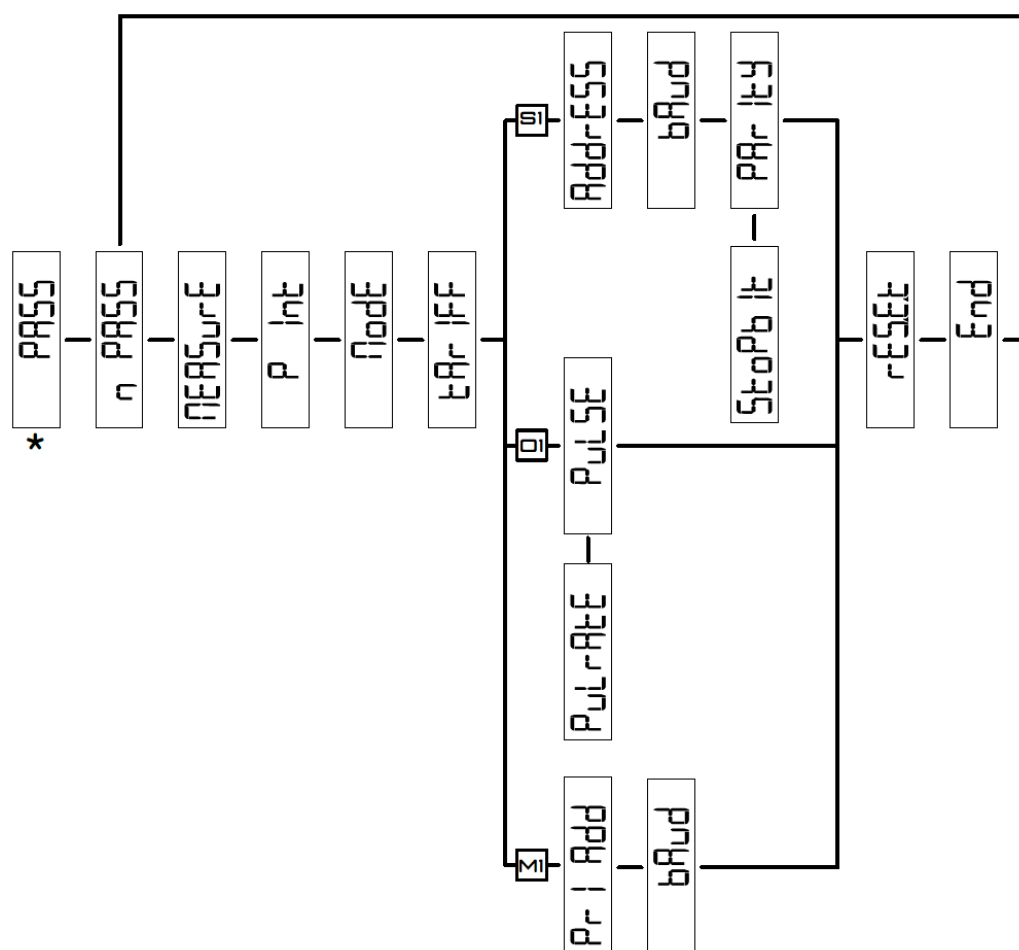 PASS
*
n PASS
MEASurE
P Int
ModE
tAr IFF
S1
AddrESS
bAud
PAr Ity
StoPb It
O1
PuLSE
PuLrAtE
M1
Pr I Add
bAud
rESEt
End